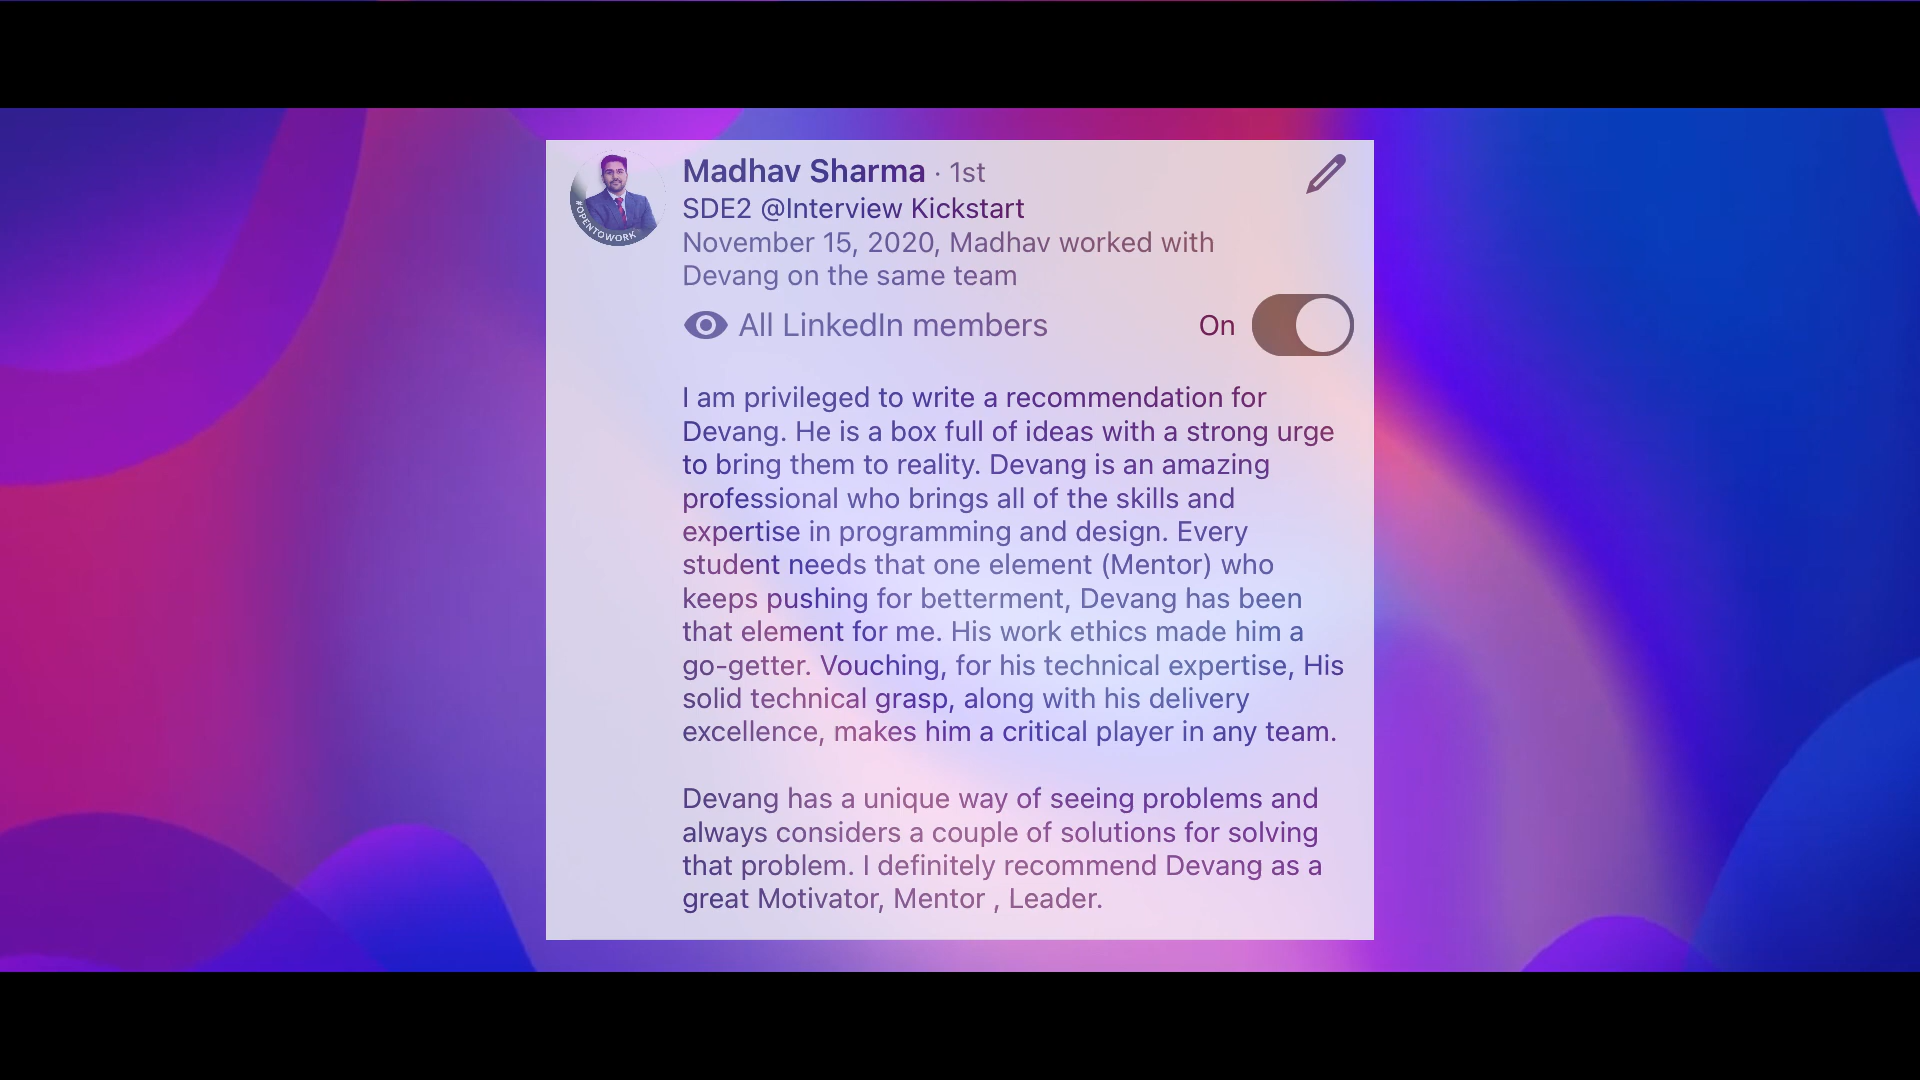 Madhav Sharma · 1st
SDE2 @Interview Kickstart
November 15, 2020, Madhav worked with
Devang on the same team
All LinkedIn members On
#OPENTOWORK
I am privileged to write a recommendation for
Devang. He is a box full of ideas with a strong urge
to bring them to reality. Devang is an amazing
professional who brings all of the skills and
expertise in programming and design. Every
student needs that one element (Mentor) who
keeps pushing for betterment, Devang has been
that element for me. His work ethics made him a
go-getter. Vouching, for his technical expertise, His
solid technical grasp, along with his delivery
excellence, makes him a critical player in any team.
Devang has a unique way of seeing problems and
always considers a couple of solutions for solving
that problem. I definitely recommend Devang as a
great Motivator, Mentor , Leader.